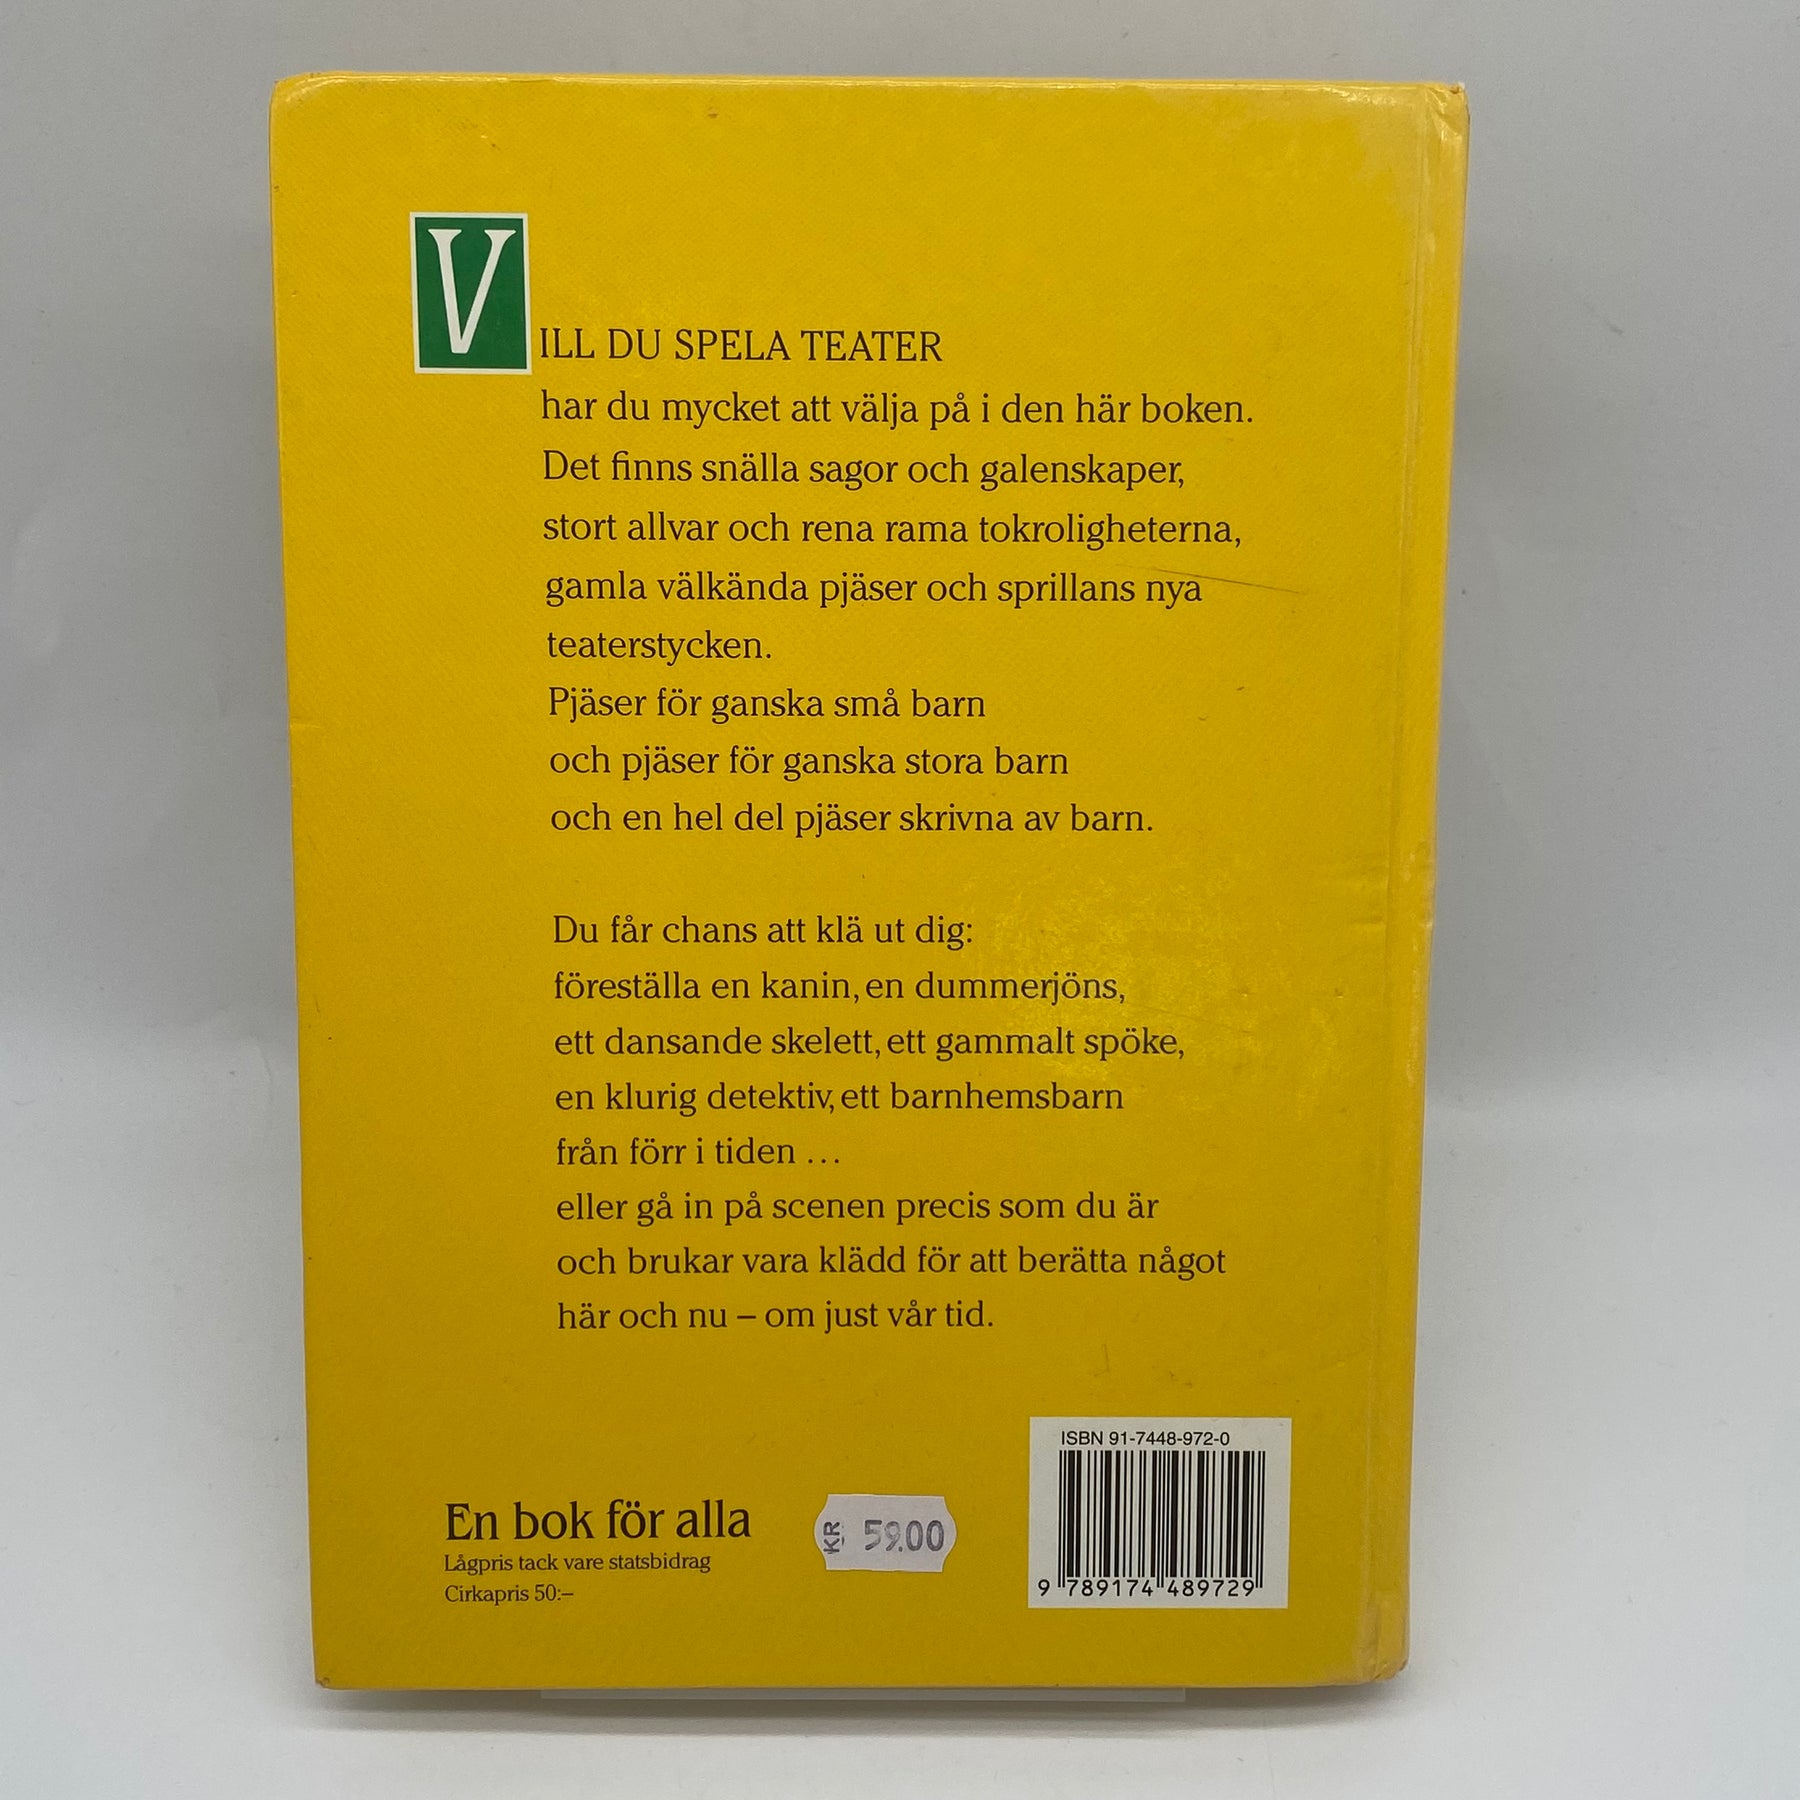 VILL DU SPELA TEATER
har du mycket att välja på i den här boken.
Det finns snälla sagor och galenskaper,
stort allvar och rena rama tokroligheterna,
gamla välkända pjäser och sprillans nya
teaterstycken.
Pjäser för ganska små barn
och pjäser för ganska stora barn
och en hel del pjäser skrivna av barn.
Du får chans att klä ut dig:
föreställa en kanin, en dummerjöns,
ett dansande skelett, ett gammalt spöke,
en klurig detektiv, ett barnhemsbarn
från förr i tiden ...
eller gå in på scenen precis som du är
och brukar vara klädd för att berätta något
här och nu – om just vår tid.
En bok för alla
Lågpris tack vare statsbidrag
Cirkapris 50:–
KR 59.00
ISBN 91-7448-972-0
9 789174 489729